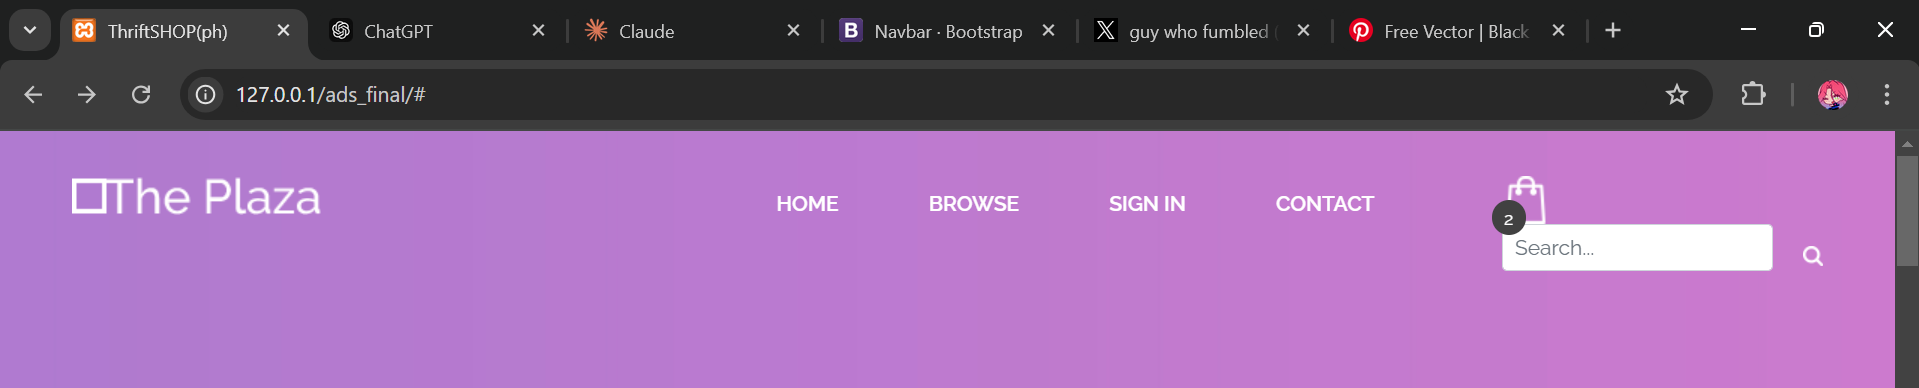 ThriftSHOP(ph)
ChatGPT
Claude
Navbar · Bootstrap
guy who fumbled
Free Vector | Black
127.0.0.1/ads_final/#
The Plaza
HOME
BROWSE
SIGN IN
CONTACT
2
Search...